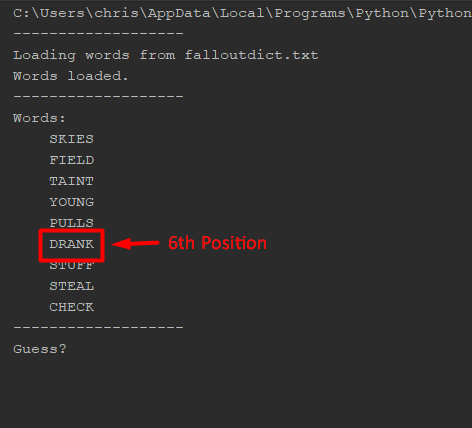 C:\Users\chris\AppData\Local\Programs\Python\Python
-------------------
Loading words from falloutdict.txt
Words loaded.
-------------------
Words:
SKIES
FIELD
TAINT
YOUNG
PULLS
DRANK 6th Position
STUFF
STEAL
CHECK
-------------------
Guess?